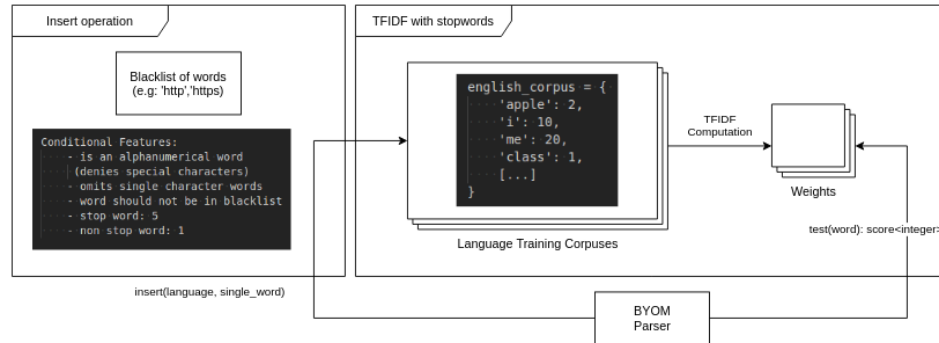 Insert operation
Blacklist of words
(e.g: 'http','https)
Conditional Features:
- is an alphanumerical word
(denies special characters)
- omits single character words
- word should not be in blacklist
- stop word: 5
- non stop word: 1
insert(language, single_word)
TFIDF with stopwords
english_corpus = {
'apple': 2,
'i': 10,
'me': 20,
'class': 1,
[...]
}
Language Training Corpuses
TFIDF
Computation
Weights
test(word): score<integer>
BYOM
Parser